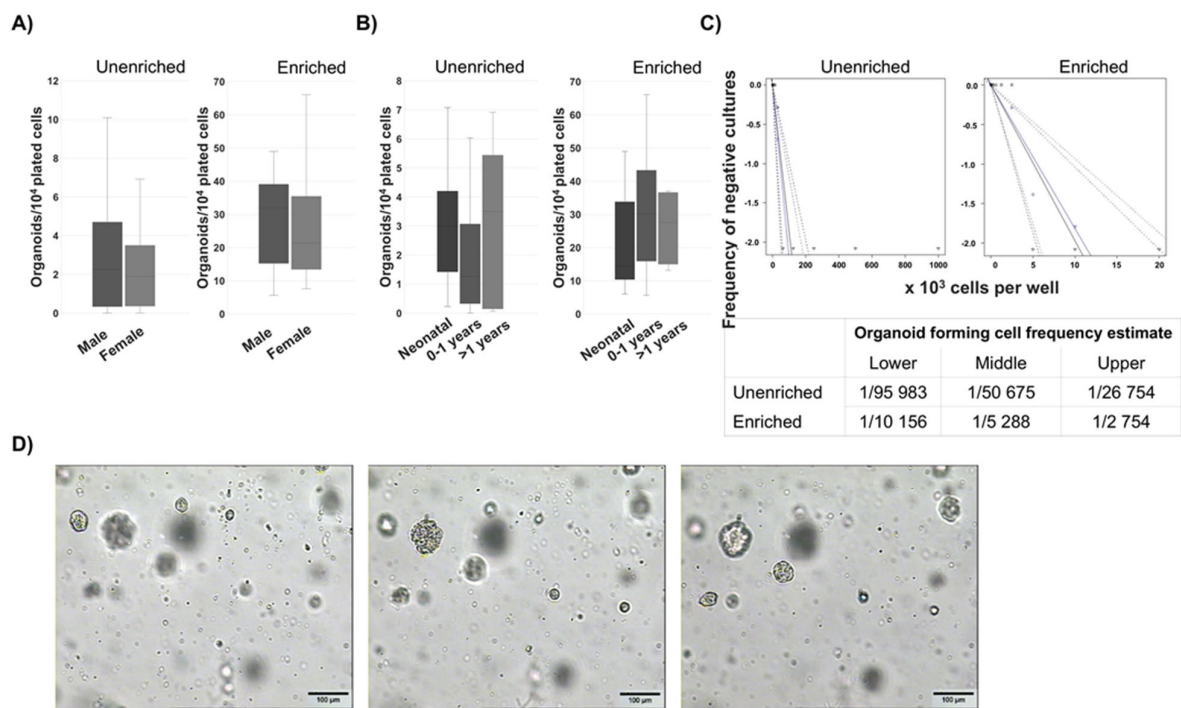 A)
Unenriched
Enriched
Organoids/10⁴ plated cells
12
10
8
6
4
2
0
Male
Female
Organoids/10⁴ plated cells
70
60
50
40
30
20
10
0
Male
Female
B)
Unenriched
Enriched
Organoids/10⁴ plated cells
8
7
6
5
4
3
2
1
0
Neonatal
0-1 years
>1 years
Organoids/10⁴ plated cells
70
60
50
40
30
20
10
0
Neonatal
0-1 years
>1 years
C)
Unenriched
Enriched
Frequency of negative cultures
0.0
-0.5
-1.0
-1.5
-2.0
0 200 400 600 800 1000
0.0
-0.5
-1.0
-1.5
-2.0
0 5 10 15 20
x 10³ cells per well
Organoid forming cell frequency estimate
Lower Middle Upper
Unenriched 1/95 983 1/50 675 1/26 754
Enriched 1/10 156 1/5 288 1/2 754
D)
100 µm
100 µm
100 µm